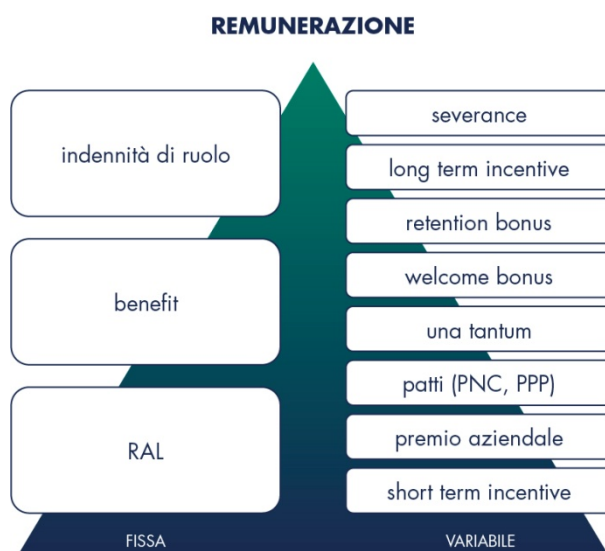 REMUNERAZIONE
indennità di ruolo
benefit
RAL
FISSA
severance
long term incentive
retention bonus
welcome bonus
una tantum
patti (PNC, PPP)
premio aziendale
short term incentive
VARIABILE